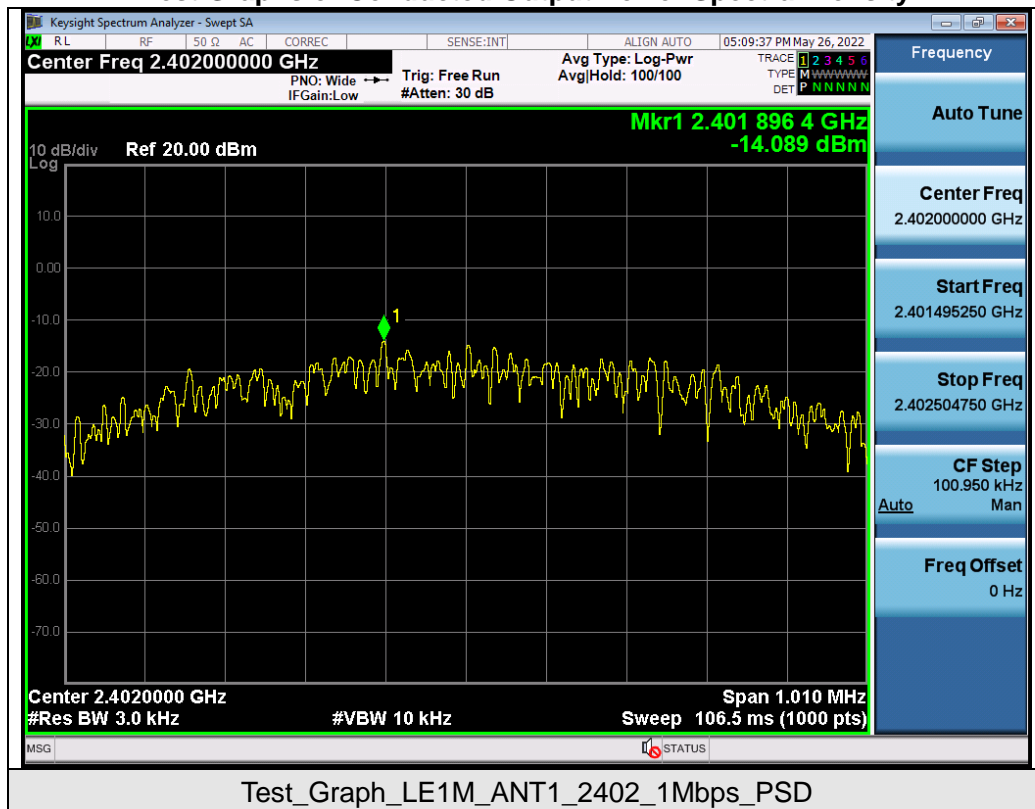 Keysight Spectrum Analyzer - Swept SA
LXI RL RF 50 Ω AC CORREC SENSE:INT ALIGN AUTO 05:09:37 PM May 26, 2022
Center Freq 2.402000000 GHz
PNO: Wide
IFGain:Low
Trig: Free Run
#Atten: 30 dB
Avg Type: Log-Pwr
Avg|Hold: 100/100
TRACE 1 2 3 4 5 6
TYPE M WWWWW
DET P N N N N N
Mkr1 2.401 896 4 GHz
-14.089 dBm
10 dB/div Ref 20.00 dBm
Log
10.0
0.00
-10.0
-20.0
-30.0
-40.0
-50.0
-60.0
-70.0
1
Center 2.4020000 GHz
Span 1.010 MHz
#Res BW 3.0 kHz
#VBW 10 kHz
Sweep 106.5 ms (1000 pts)
MSG
STATUS
Frequency
Auto Tune
Center Freq
2.402000000 GHz
Start Freq
2.401495250 GHz
Stop Freq
2.402504750 GHz
CF Step
100.950 kHz
Auto Man
Freq Offset
0 Hz
Test_Graph_LE1M_ANT1_2402_1Mbps_PSD